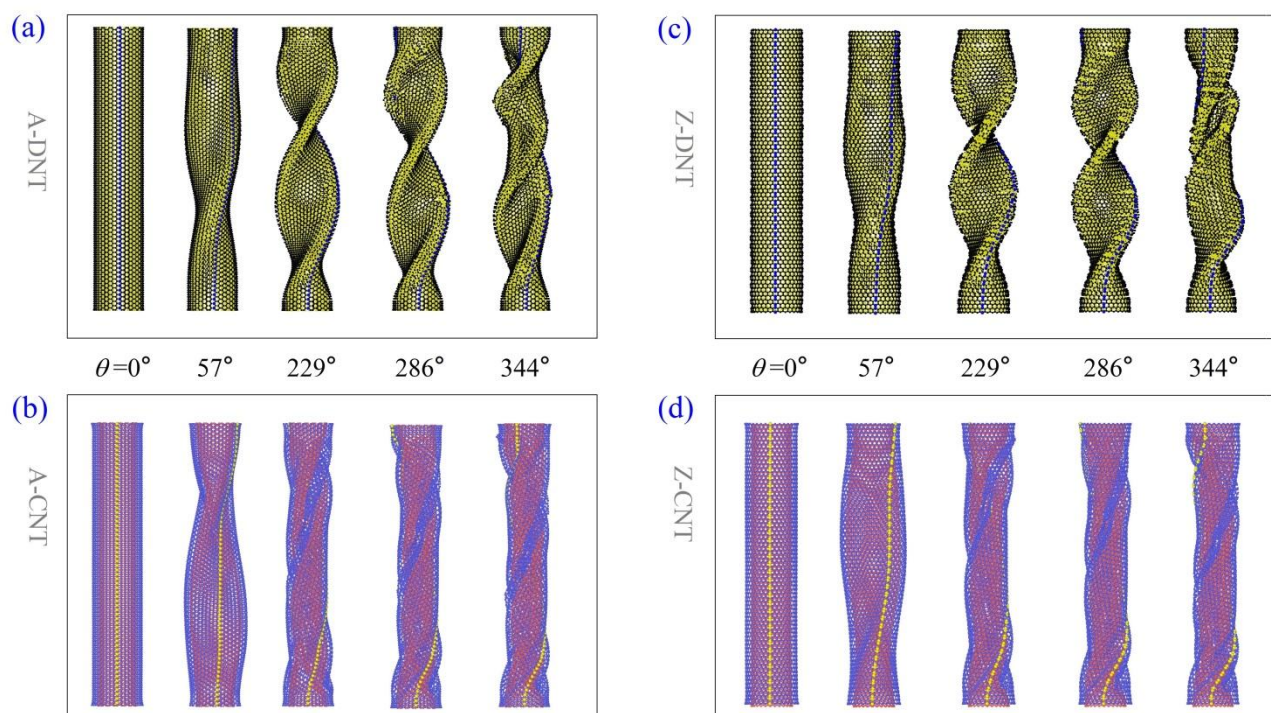 (a)
A-DNT
(c)
Z-DNT
θ=0° 57° 229° 286° 344°
θ=0° 57° 229° 286° 344°
(b)
A-CNT
(d)
Z-CNT